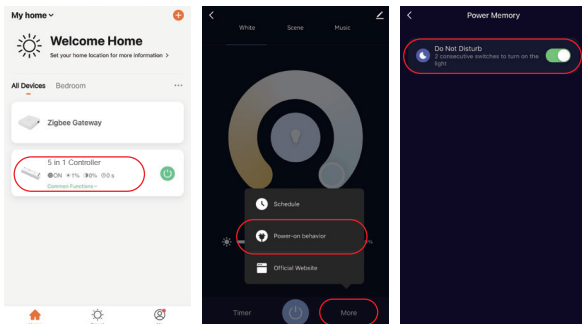 My home
Welcome Home
Set your home location for more information >
All Devices Bedroom ...
Zigbee Gateway
5 in 1 Controller
ON 1% 0% 0 s
Common Functions
White Scene Music
Schedule
Power-on behavior
%
Official Website
Timer More
Power Memory
Do Not Disturb
2 consecutive switches to turn on the
light